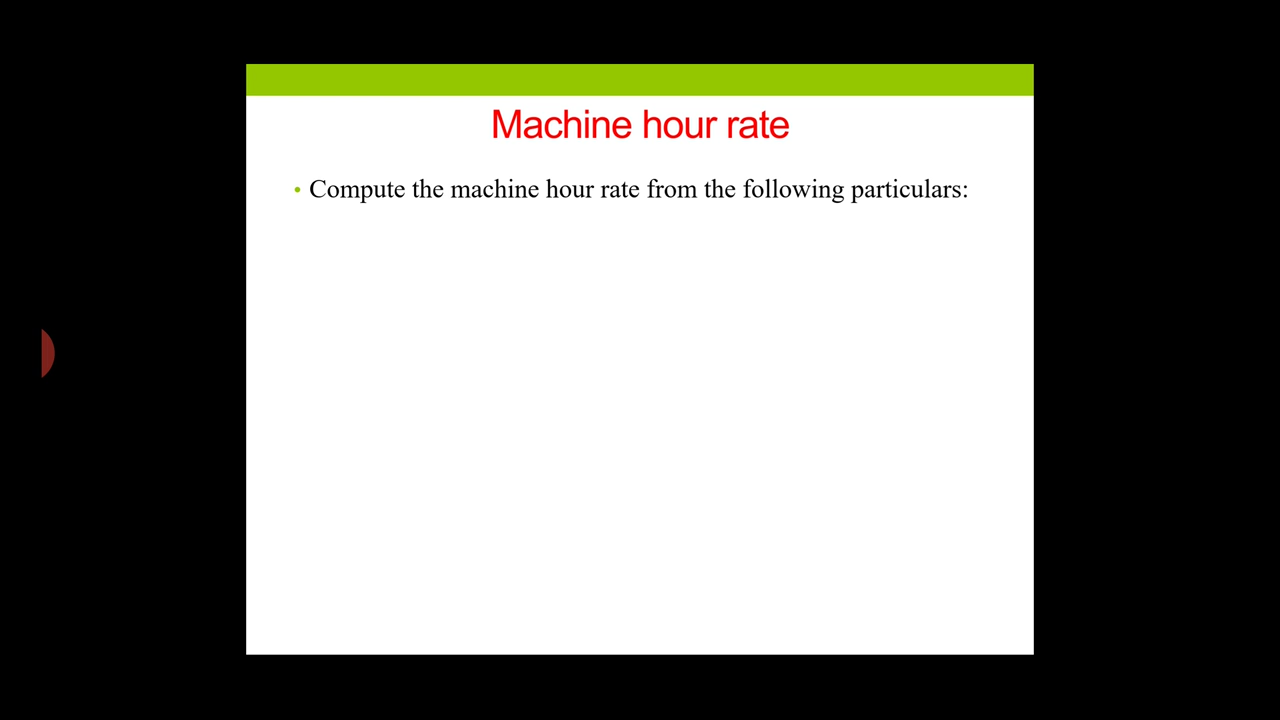 Machine hour rate
• Compute the machine hour rate from the following particulars: